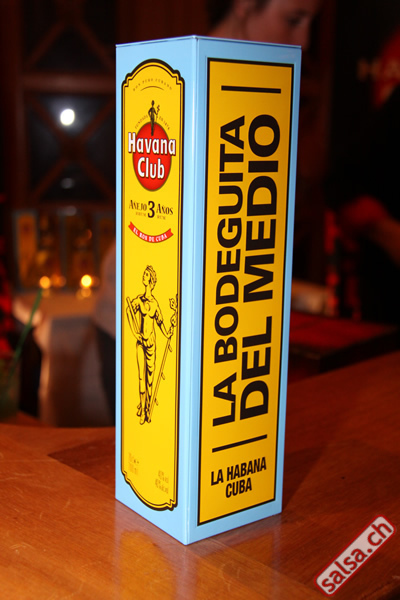 Havana
Club
AÑEJO 3 AÑOS
EL RON DE CUBA
LA BODEGUITA
DEL MEDIO
LA HABANA
CUBA
salsa.ch